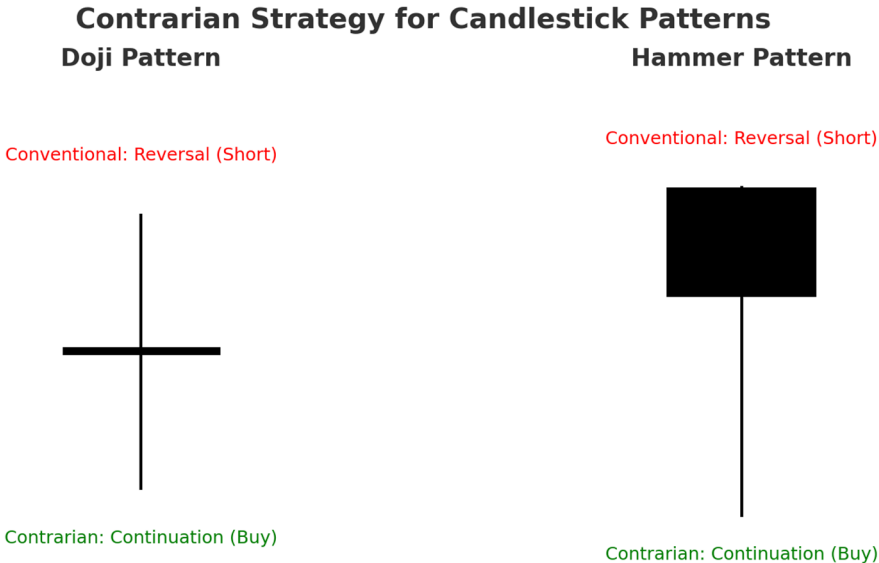 Contrarian Strategy for Candlestick Patterns
Doji Pattern
Conventional: Reversal (Short)
Contrarian: Continuation (Buy)
Hammer Pattern
Conventional: Reversal (Short)
Contrarian: Continuation (Buy)